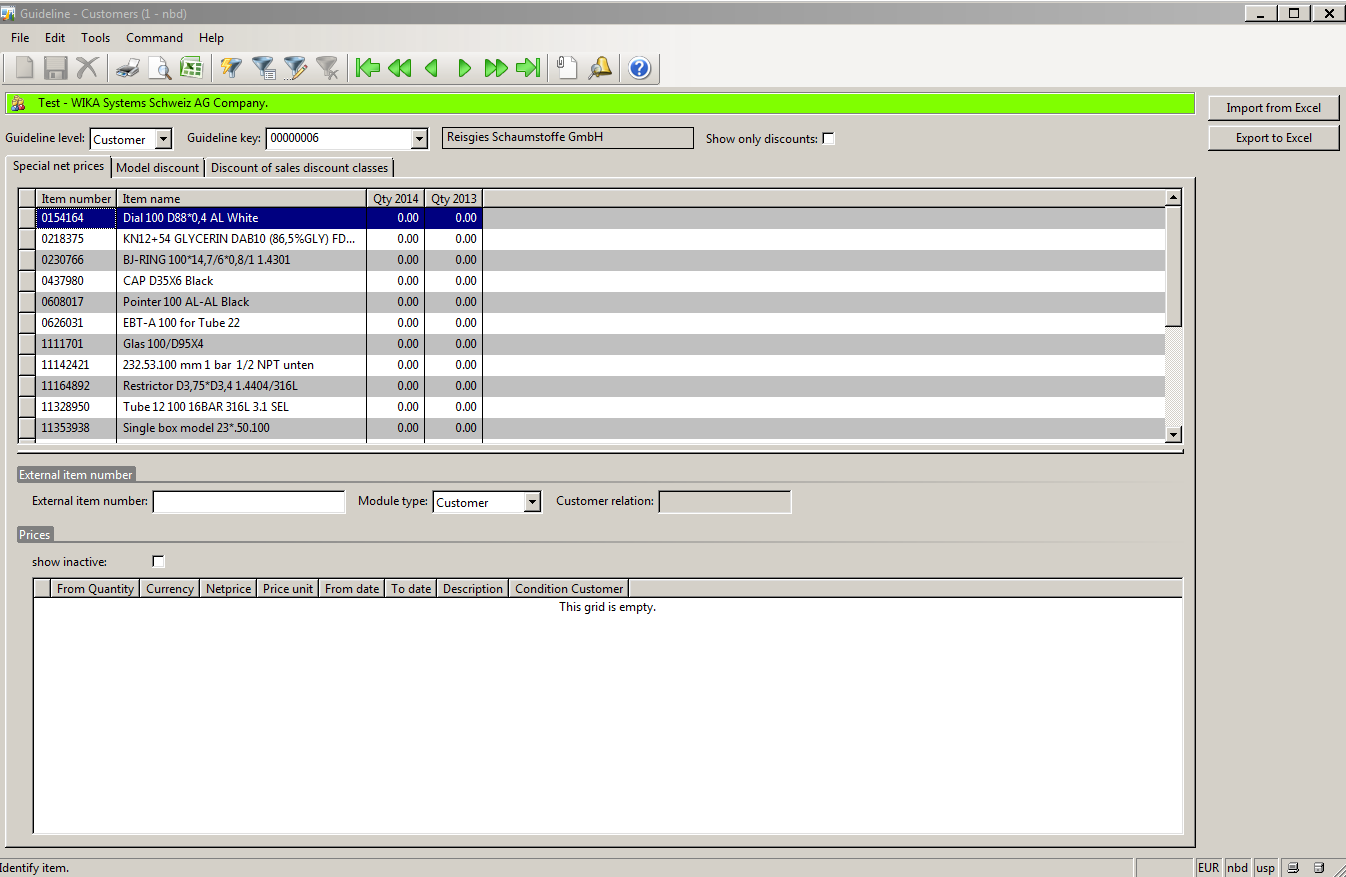 Guideline - Customers (1 - nbd)
File Edit Tools Command Help
Test - WIKA Systems Schweiz AG Company.
Import from Excel
Export to Excel
Guideline level: Customer Guideline key: 00000006 Reisgies Schaumstoffe GmbH Show only discounts:
Special net prices Model discount Discount of sales discount classes
Item number Item name Qty 2014 Qty 2013
0154164 Dial 100 D88*0,4 AL White 0.00 0.00
0218375 KN12+54 GLYCERIN DAB10 (86,5%GLY) FD... 0.00 0.00
0230766 BJ-RING 100*14,7/6*0,8/1 1.4301 0.00 0.00
0437980 CAP D35X6 Black 0.00 0.00
0608017 Pointer 100 AL-AL Black 0.00 0.00
0626031 EBT-A 100 for Tube 22 0.00 0.00
1111701 Glas 100/D95X4 0.00 0.00
11142421 232.53.100 mm 1 bar 1/2 NPT unten 0.00 0.00
11164892 Restrictor D3,75*D3,4 1.4404/316L 0.00 0.00
11328950 Tube 12 100 16BAR 316L 3.1 SEL 0.00 0.00
11353938 Single box model 23*.50.100 0.00 0.00
External item number
External item number: Module type: Customer Customer relation:
Prices
show inactive:
From Quantity Currency Netprice Price unit From date To date Description Condition Customer
This grid is empty.
Identify item. EUR nbd usp